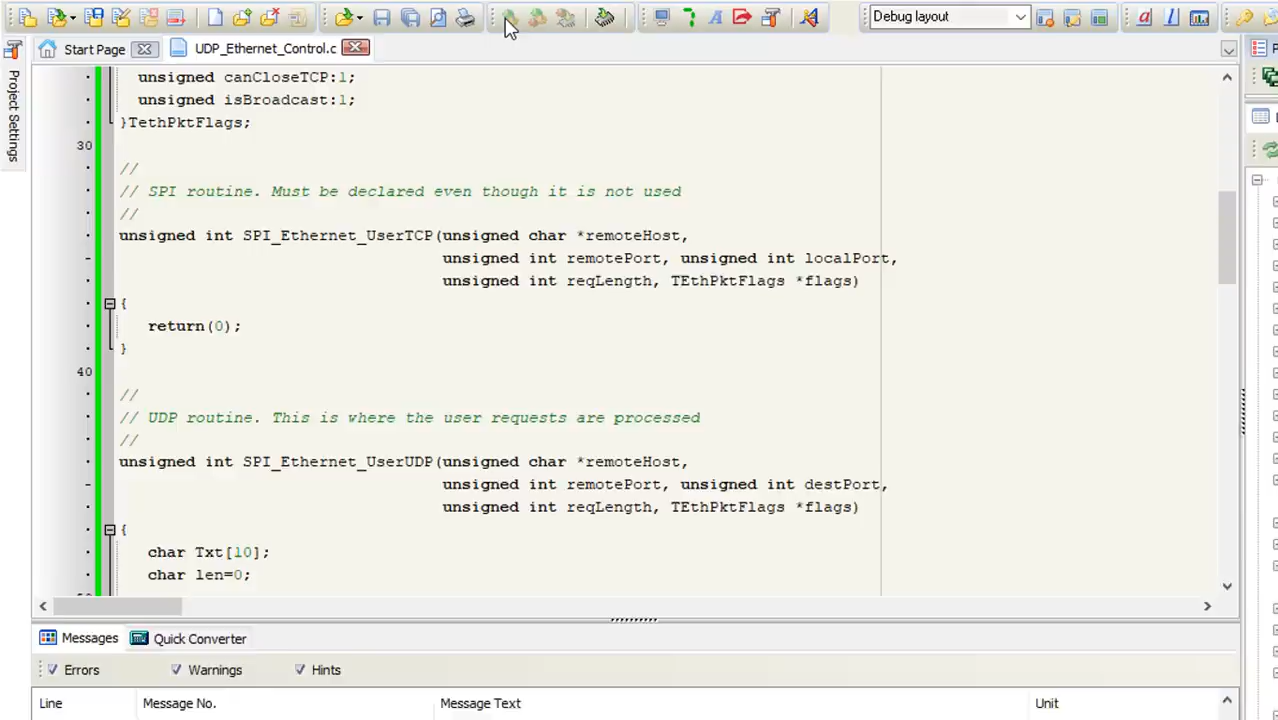 Debug layout
Start Page
UDP_Ethernet_Control.c
Project Settings
unsigned canCloseTCP:1;
unsigned isBroadcast:1;
}TethPktFlags;
30
//
// SPI routine. Must be declared even though it is not used
//
unsigned int SPI_Ethernet_UserTCP(unsigned char *remoteHost,
unsigned int remotePort, unsigned int localPort,
unsigned int reqLength, TEthPktFlags *flags)
{
return(0);
}
40
//
// UDP routine. This is where the user requests are processed
//
unsigned int SPI_Ethernet_UserUDP(unsigned char *remoteHost,
unsigned int remotePort, unsigned int destPort,
unsigned int reqLength, TEthPktFlags *flags)
{
char Txt[10];
char len=0;
Messages
Quick Converter
Errors
Warnings
Hints
Line
Message No.
Message Text
Unit